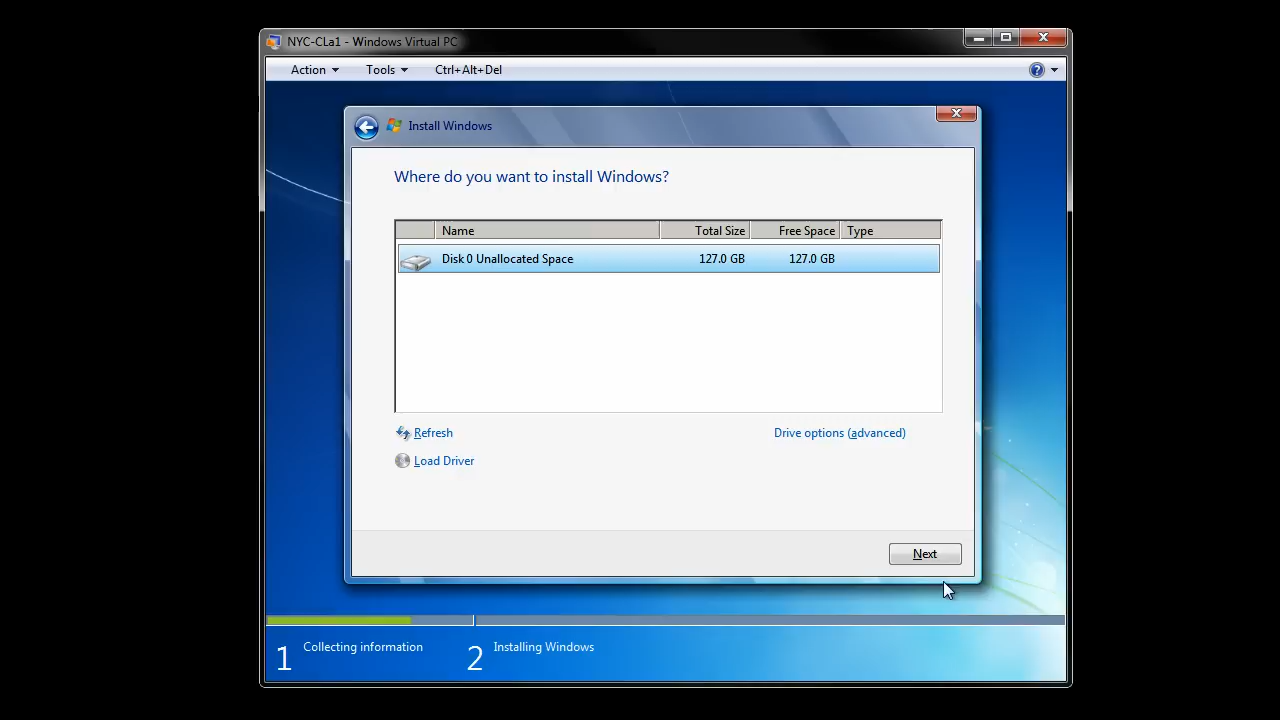 NYC-CLa1 - Windows Virtual PC
Action Tools Ctrl+Alt+Del
Install Windows
Where do you want to install Windows?
Name Total Size Free Space Type
Disk 0 Unallocated Space 127.0 GB 127.0 GB
Refresh Drive options (advanced)
Load Driver
Next
1 Collecting information 2 Installing Windows